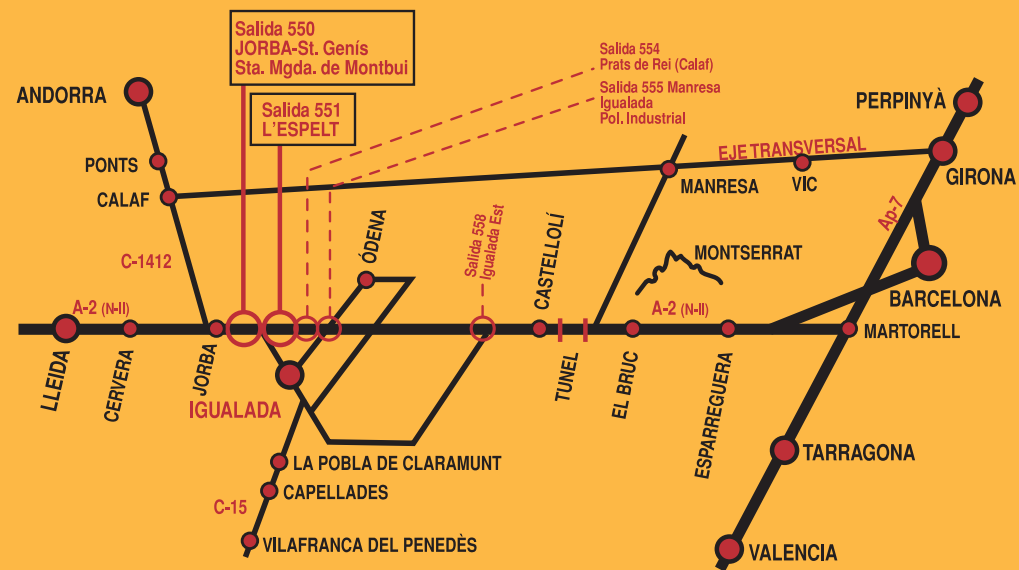 Salida 550
JORBA-St. Genís
Sta. Mgda. de Montbui
Salida 551
L'ESPELT
Salida 554
Prats de Rei (Calaf)
Salida 555 Manresa
Igualada
Pol. Industrial
ANDORRA
PERPINYÀ
PONTS
EJE TRANSVERSAL
GIRONA
CALAF
MANRESA
VIC
Ap-7
C-1412
ÓDENA
Salida 558
Igualada Est
CASTELLOLÍ
MONTSERRAT
BARCELONA
A-2 (N-II)
A-2 (N-II)
MARTORELL
LLEIDA
CERVERA
JORBA
TUNEL
EL BRUC
ESPARREGUERA
IGUALADA
TARRAGONA
LA POBLA DE CLARAMUNT
CAPELLADES
C-15
VILAFRANCA DEL PENEDÈS
VALENCIA